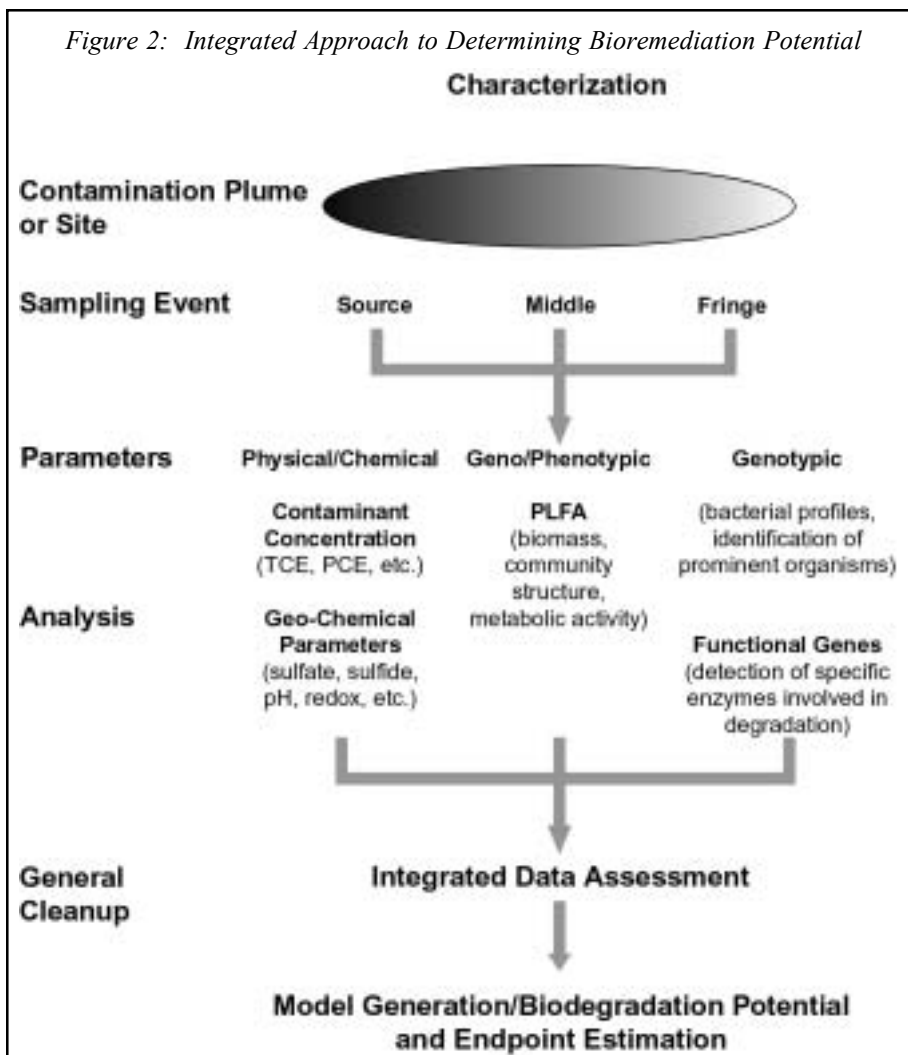 Figure 2: Integrated Approach to Determining Bioremediation Potential
Characterization
Contamination Plume
or Site
Sampling Event
Source
Middle
Fringe
Parameters
Physical/Chemical
Geno/Phenotypic
Genotypic
Contaminant
Concentration
(TCE, PCE, etc.)
PLFA
(biomass,
community
structure,
metabolic activity)
(bacterial profiles,
identification of
prominent organisms)
Analysis
Geo-Chemical
Parameters
(sulfate, sulfide,
pH, redox, etc.)
Functional Genes
(detection of specific
enzymes involved in
degradation)
General
Cleanup
Integrated Data Assessment
Model Generation/Biodegradation Potential
and Endpoint Estimation